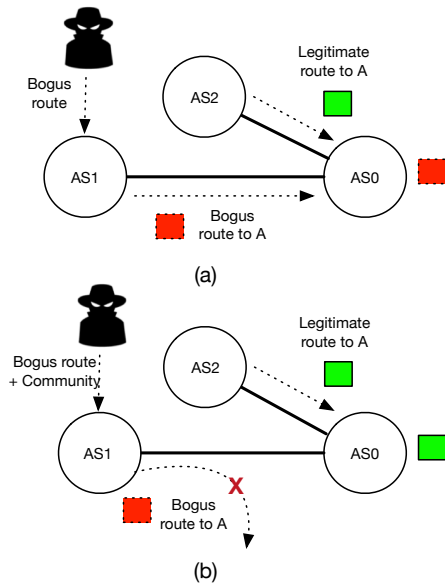 Bogus
route
AS2
Legitimate
route to A
AS1
AS0
Bogus
route to A
(a)
Bogus route
+ Community
AS2
Legitimate
route to A
AS1
AS0
X
Bogus
route to A
(b)